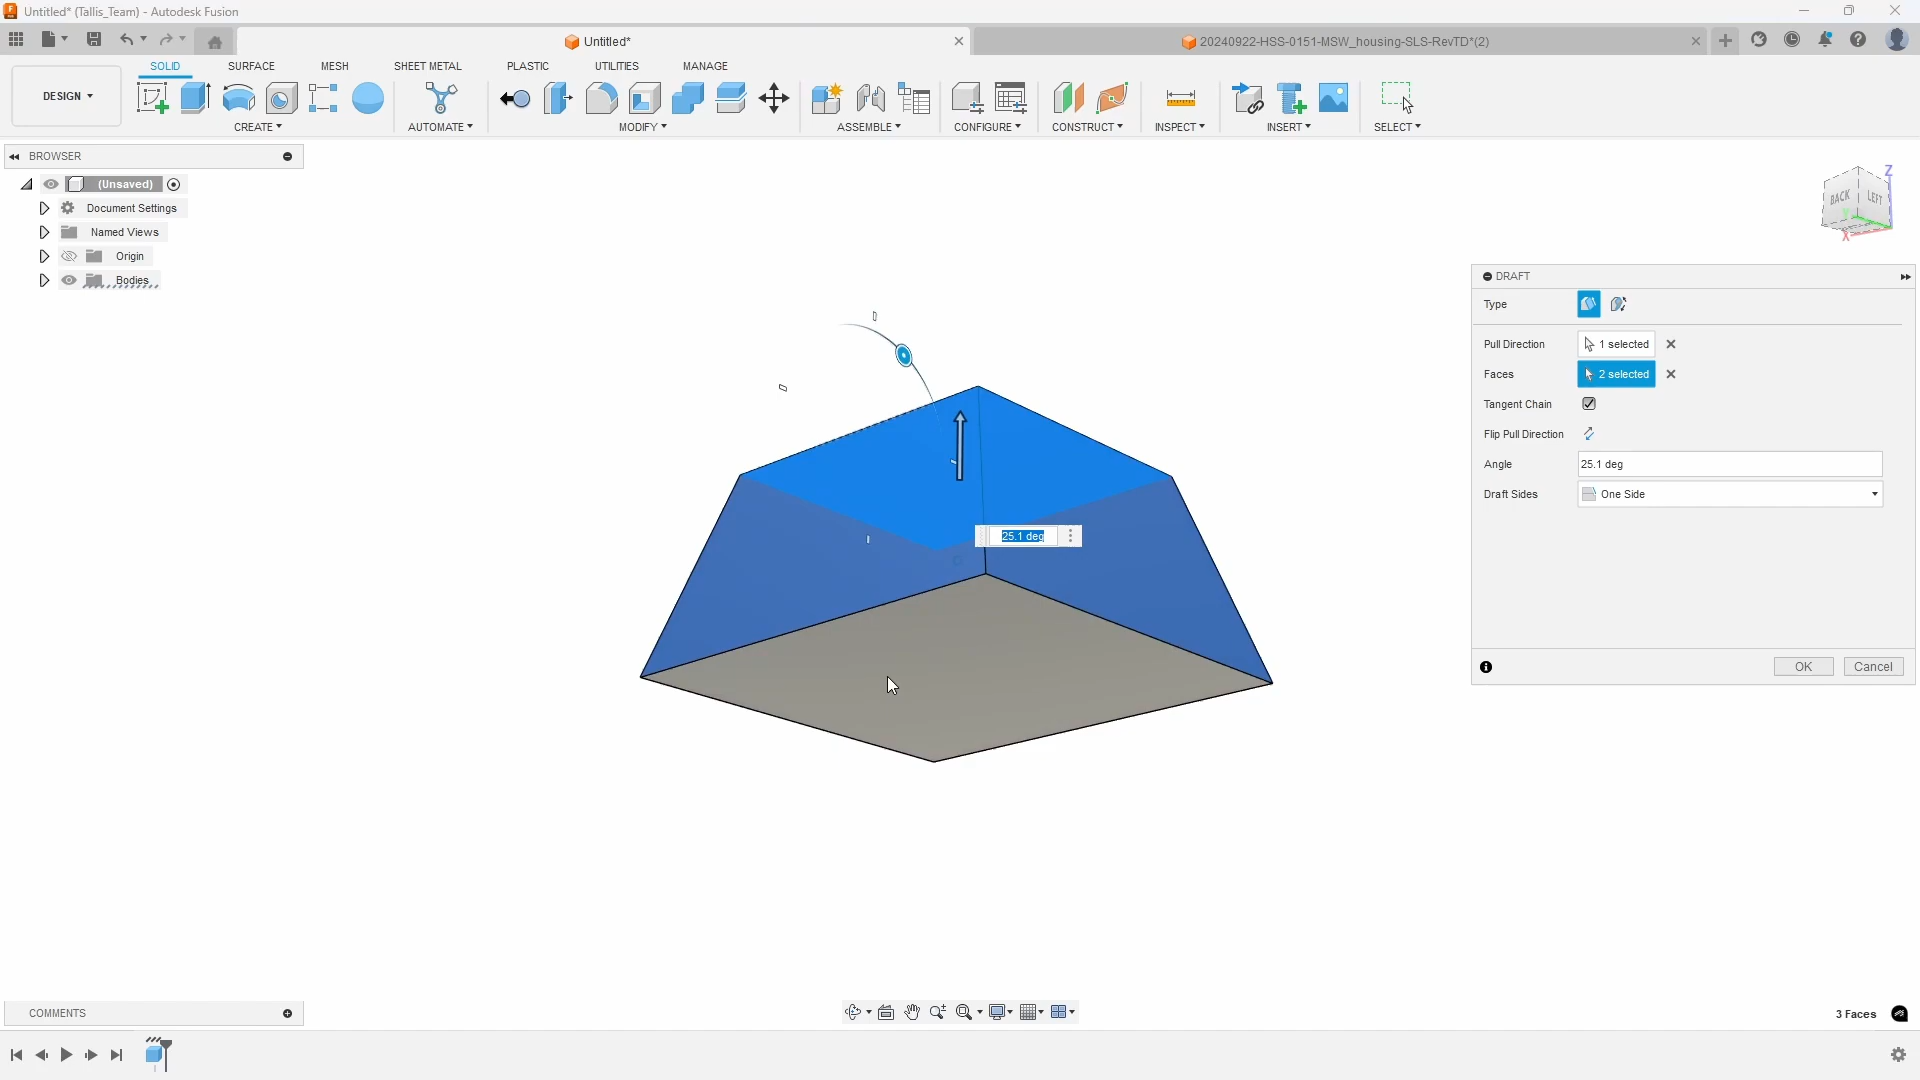 Untitled* (Tallis_Team) - Autodesk Fusion
Untitled*
20240922-HSS-0151-MSW_housing-SLS-RevTD*(2)
SOLID SURFACE MESH SHEET METAL PLASTIC UTILITIES MANAGE
DESIGN
CREATE AUTOMATE MODIFY ASSEMBLE CONFIGURE CONSTRUCT INSPECT INSERT SELECT
BROWSER
(Unsaved)
Document Settings
Named Views
Origin
Bodies
Z
BACK LEFT
Y
X
DRAFT
Type
Pull Direction 1 selected
Faces 2 selected
Tangent Chain
Flip Pull Direction
Angle 25.1 deg
Draft Sides One Side
25.1 deg
OK Cancel
COMMENTS
3 Faces